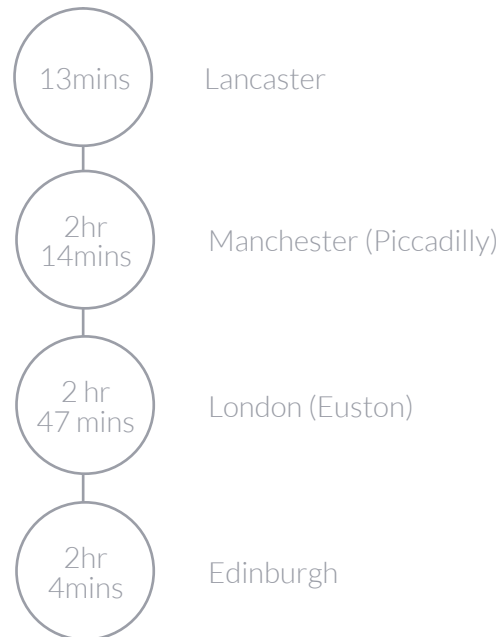 13mins
Lancaster
2hr
14mins
Manchester (Piccadilly)
2 hr
47 mins
London (Euston)
2hr
4mins
Edinburgh